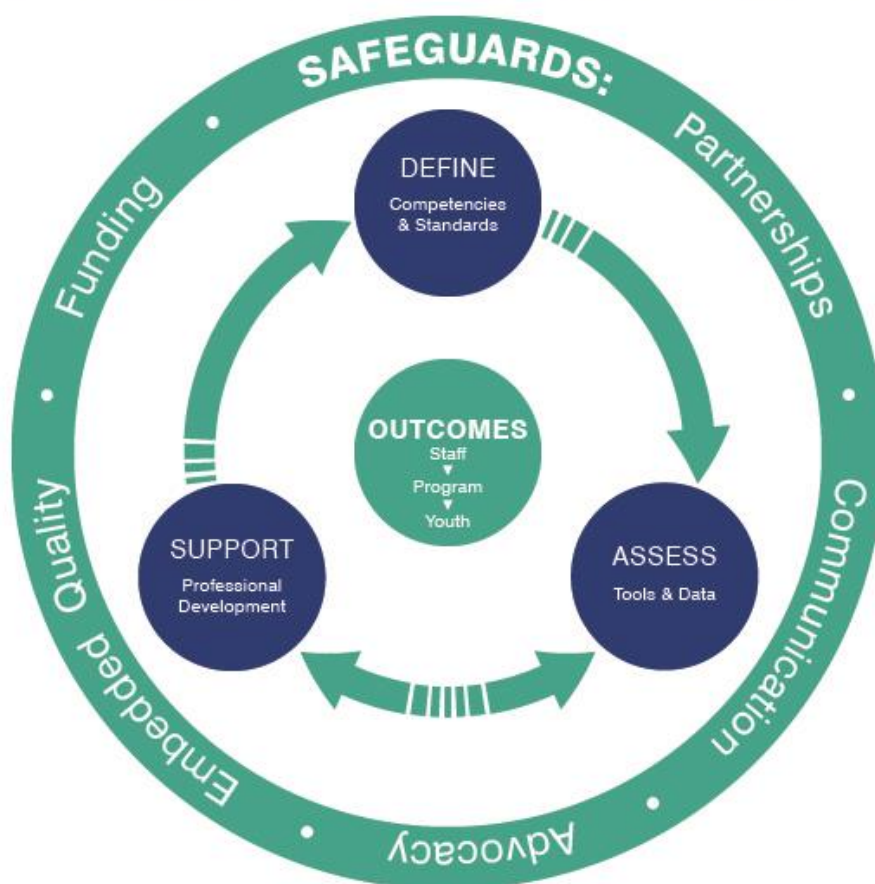 SAFEGUARDS:
Partnerships
Communication
Advocacy
Embedded Quality
Funding
DEFINE
Competencies
& Standards
ASSESS
Tools & Data
SUPPORT
Professional
Development
OUTCOMES
Staff
Program
Youth